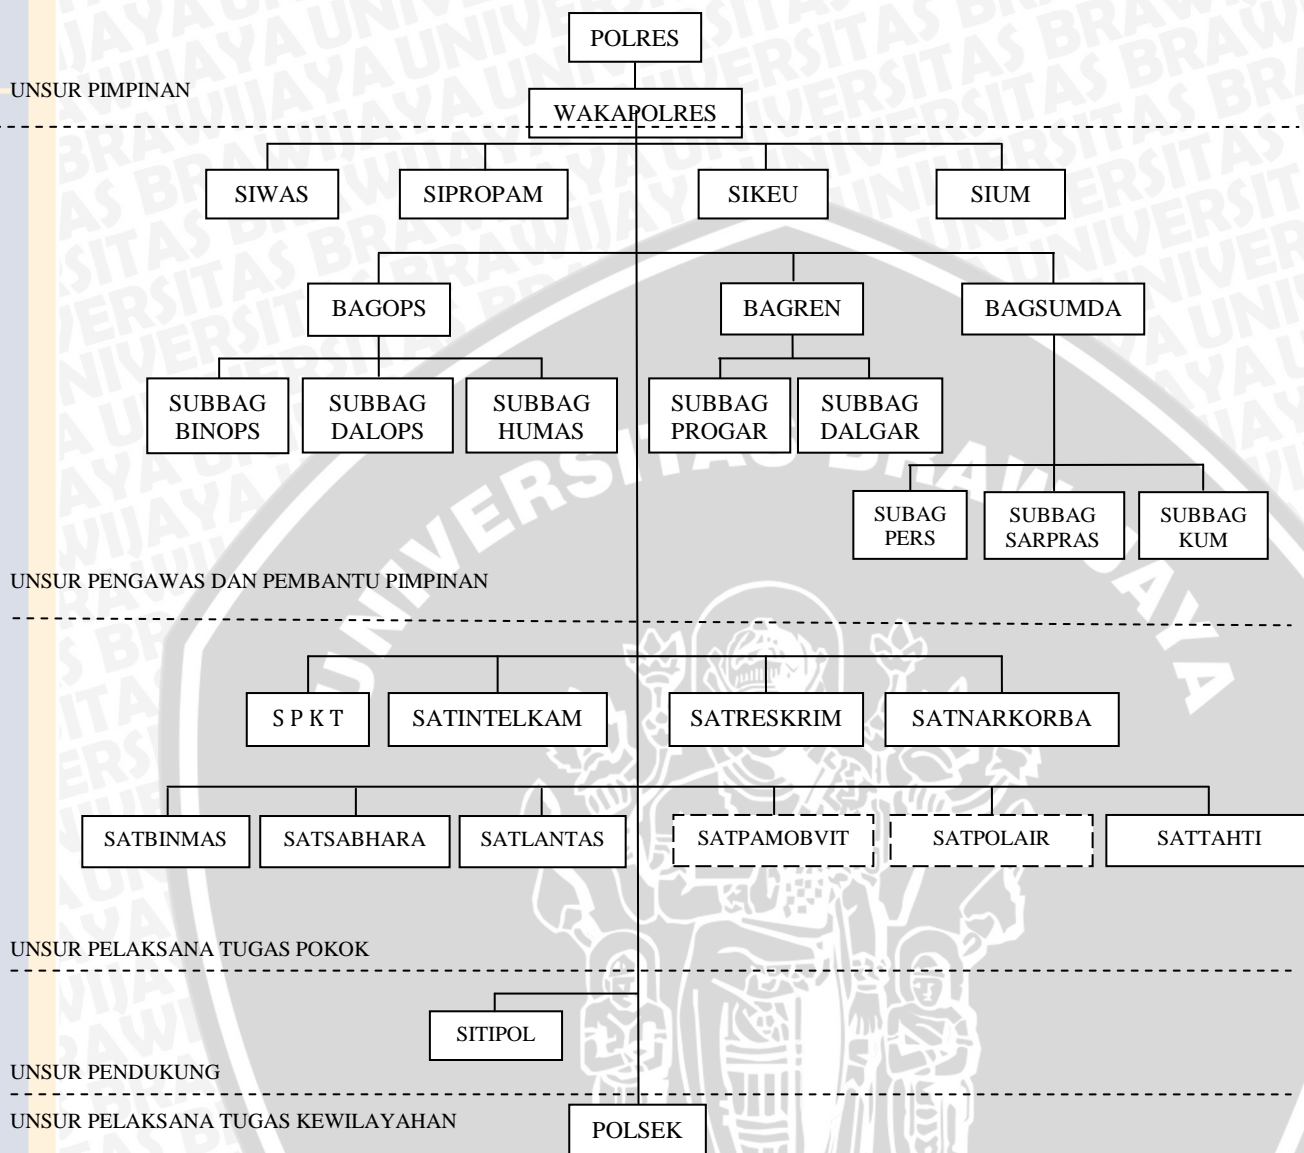 POLRES
UNSUR PIMPINAN
WAKAPOLRES
SIWAS
SIPROPAM
SIKEU
SIUM
BAGOPS
BAGREN
BAGSUMDA
SUBBAG
BINOPS
SUBBAG
DALOPS
SUBBAG
HUMAS
SUBBAG
PROGAR
SUBBAG
DALGAR
SUBAG
PERS
SUBBAG
SARPRAS
SUBBAG
KUM
UNSUR PENGAWAS DAN PEMBANTU PIMPINAN
S P K T
SATINTELKAM
SATRESKRIM
SATNARKORBA
SATBINMAS
SATSABHARA
SATLANTAS
SATPAMOBVIT
SATPOLAIR
SATTAHTI
UNSUR PELAKSANA TUGAS POKOK
SITIPOL
UNSUR PENDUKUNG
UNSUR PELAKSANA TUGAS KEWILAYAHAN
POLSEK
UNIVERSITAS BRAWIJAYA